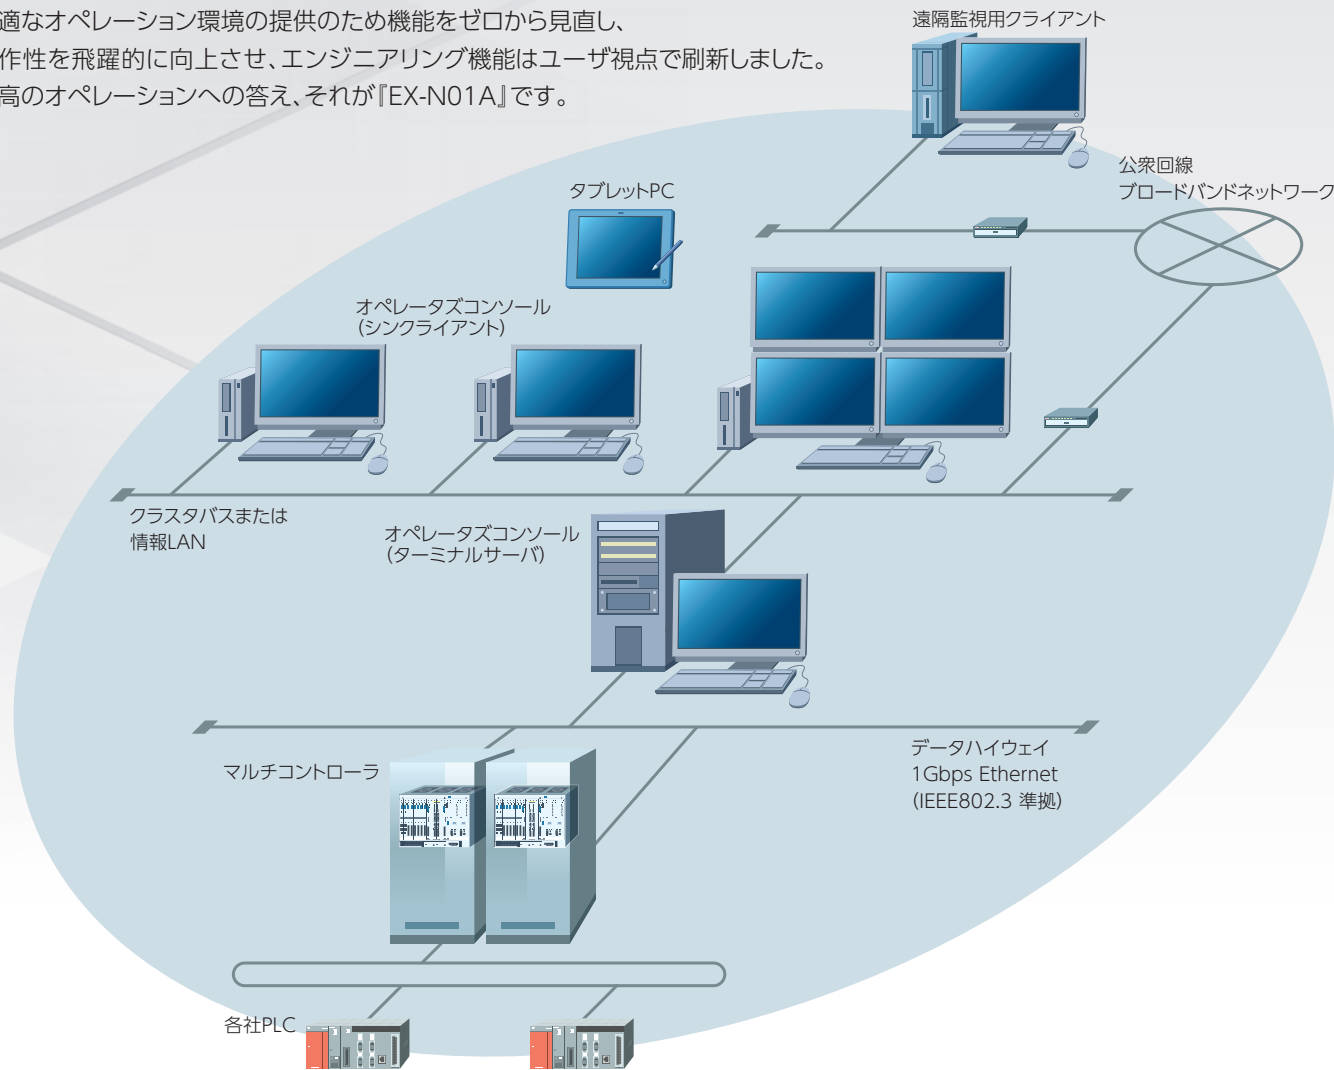 適なオペレーション環境の提供のため機能をゼロから見直し、
作性を飛躍的に向上させ、エンジニアリング機能はユーザ視点で刷新しました。
高のオペレーションへの答え、それが『EX-N01A』です。
遠隔監視用クライアント
公衆回線
ブロードバンドネットワーク
タブレットPC
オペレータズコンソール
(シンクライアント)
クラスタバスまたは
情報LAN
オペレータズコンソール
(ターミナルサーバ)
マルチコントローラ
データハイウェイ
1Gbps Ethernet
(IEEE802.3 準拠)
各社PLC